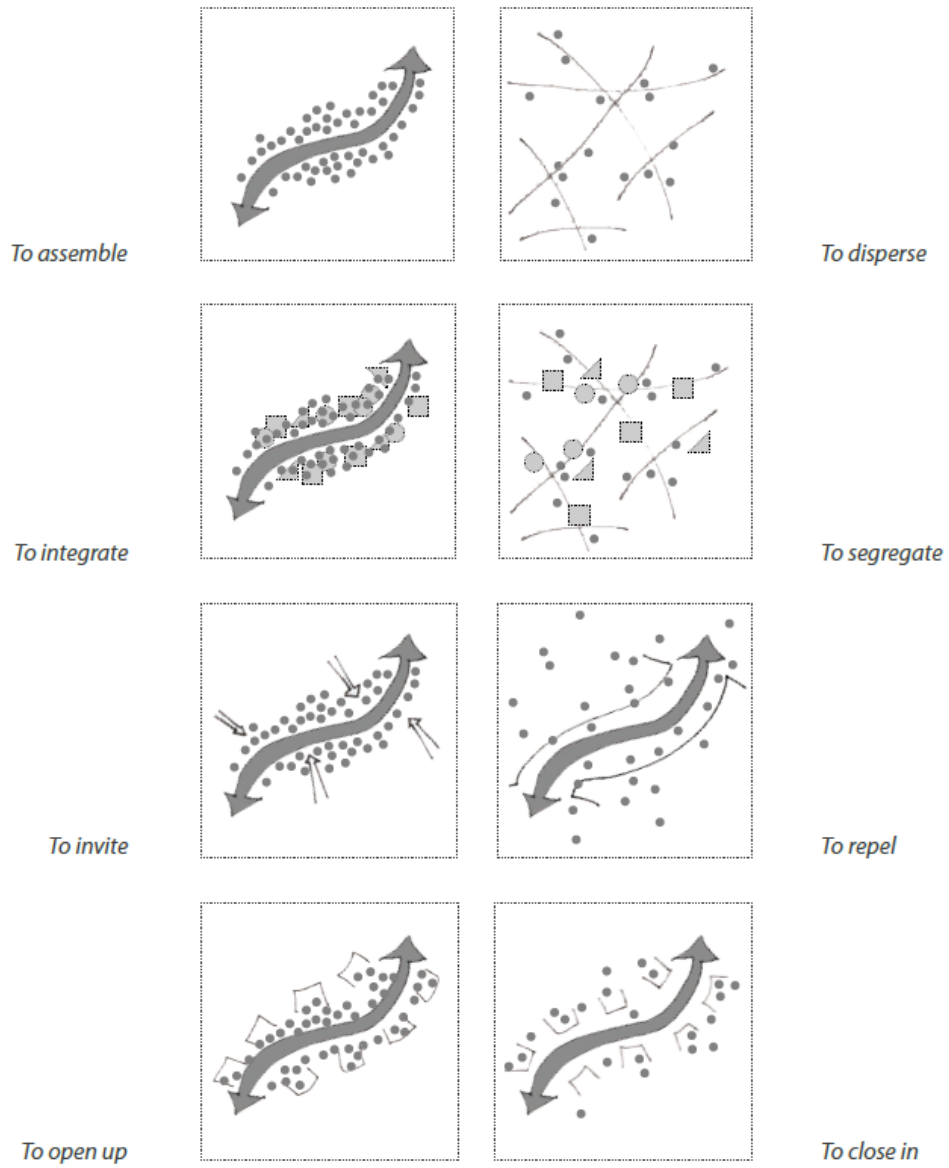 To assemble
To disperse
To integrate
To segregate
To invite
To repel
To open up
To close in